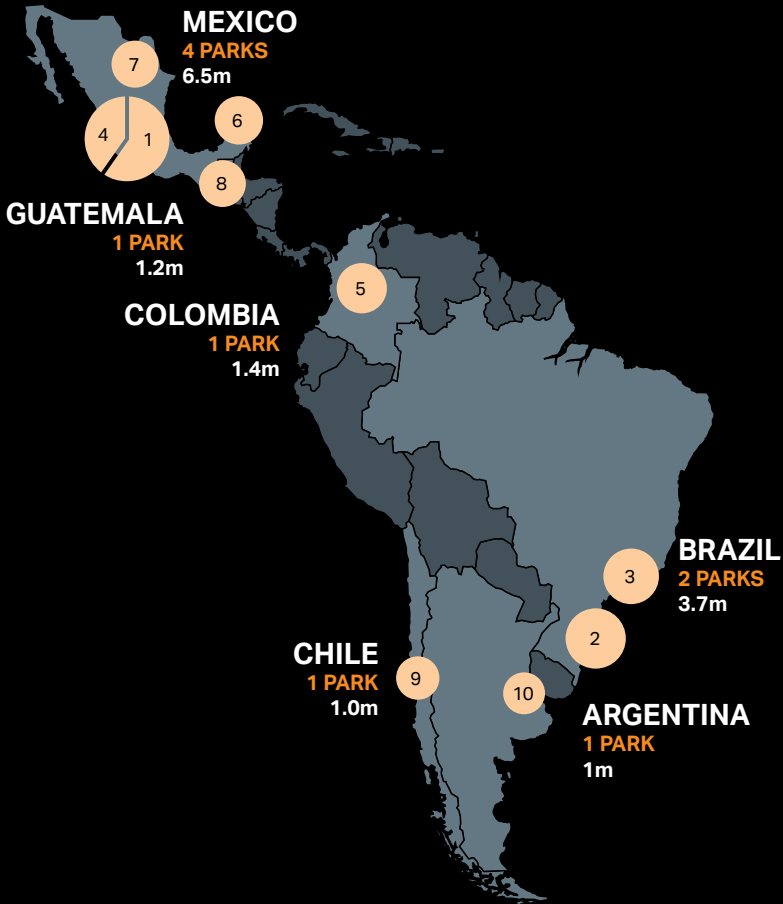 MEXICO
4 PARKS
6.5m
7
6
4
1
8
GUATEMALA
1 PARK
1.2m
5
COLOMBIA
1 PARK
1.4m
BRAZIL
2 PARKS
3.7m
3
2
CHILE
1 PARK
1.0m
9
10
ARGENTINA
1 PARK
1m